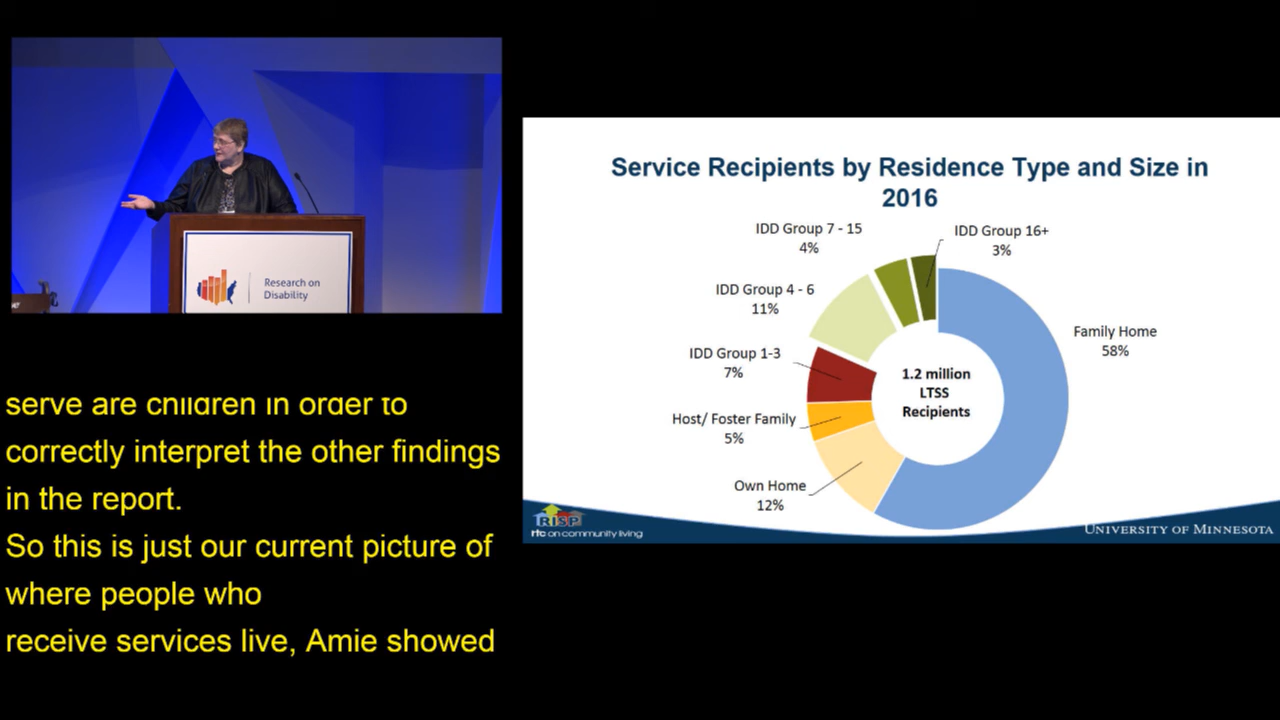 Research on
Disability
serve are children in order to
correctly interpret the other findings
in the report.
So this is just our current picture of
where people who
receive services live, Amie showed
Service Recipients by Residence Type and Size in
2016
IDD Group 7 - 15
4%
IDD Group 16+
3%
IDD Group 4 - 6
11%
IDD Group 1-3
7%
Host/ Foster Family
5%
Own Home
12%
Family Home
58%
1.2 million
LTSS
Recipients
RISP
rtc on community living
UNIVERSITY OF MINNESOTA